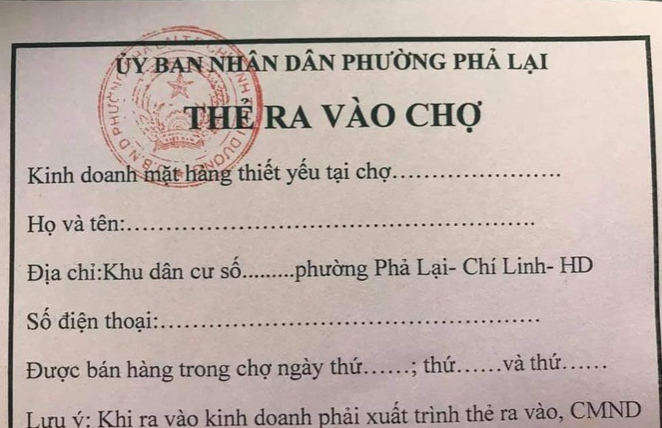 ỦY BAN NHÂN DÂN PHƯỜNG PHẢ LẠI
THẺ RA VÀO CHỢ
Kinh doanh mặt hàng thiết yếu tại chợ......................
Họ và tên:......................................................
Địa chỉ:Khu dân cư số.........phường Phả Lại- Chí Linh- HD
Số điện thoại:..................................................
Được bán hàng trong chợ ngày thứ……; thứ……và thứ……
Lưu ý: Khi ra vào kinh doanh phải xuất trình thẻ ra vào, CMND